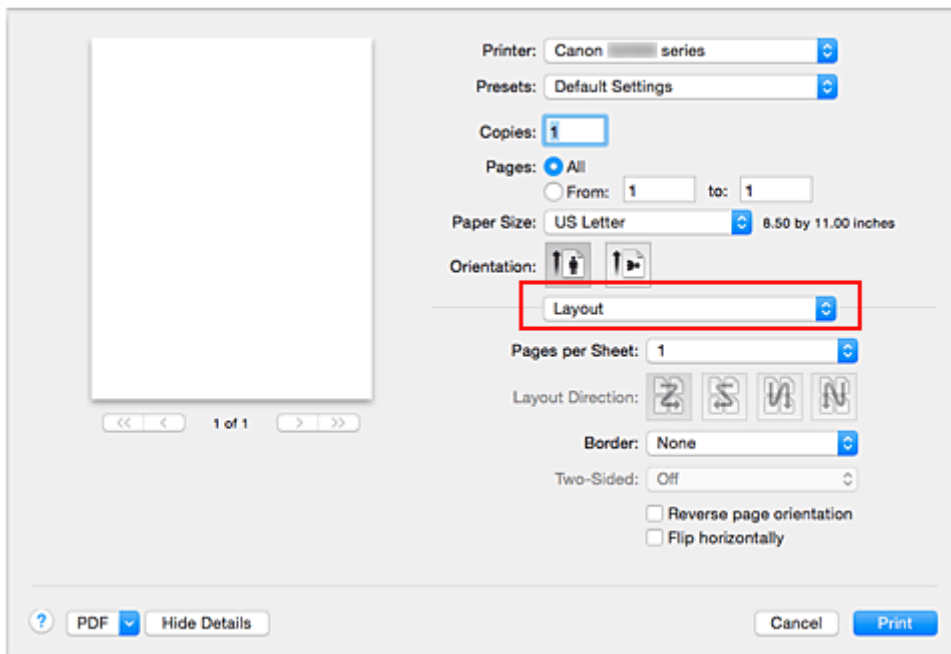 Printer: Canon series
Presets: Default Settings
Copies: 1
Pages: All
From: 1 to: 1
Paper Size: US Letter 8.50 by 11.00 inches
Orientation:
Layout
Pages per Sheet: 1
Layout Direction:
1 of 1
Border: None
Two-Sided: Off
Reverse page orientation
Flip horizontally
? PDF Hide Details Cancel Print